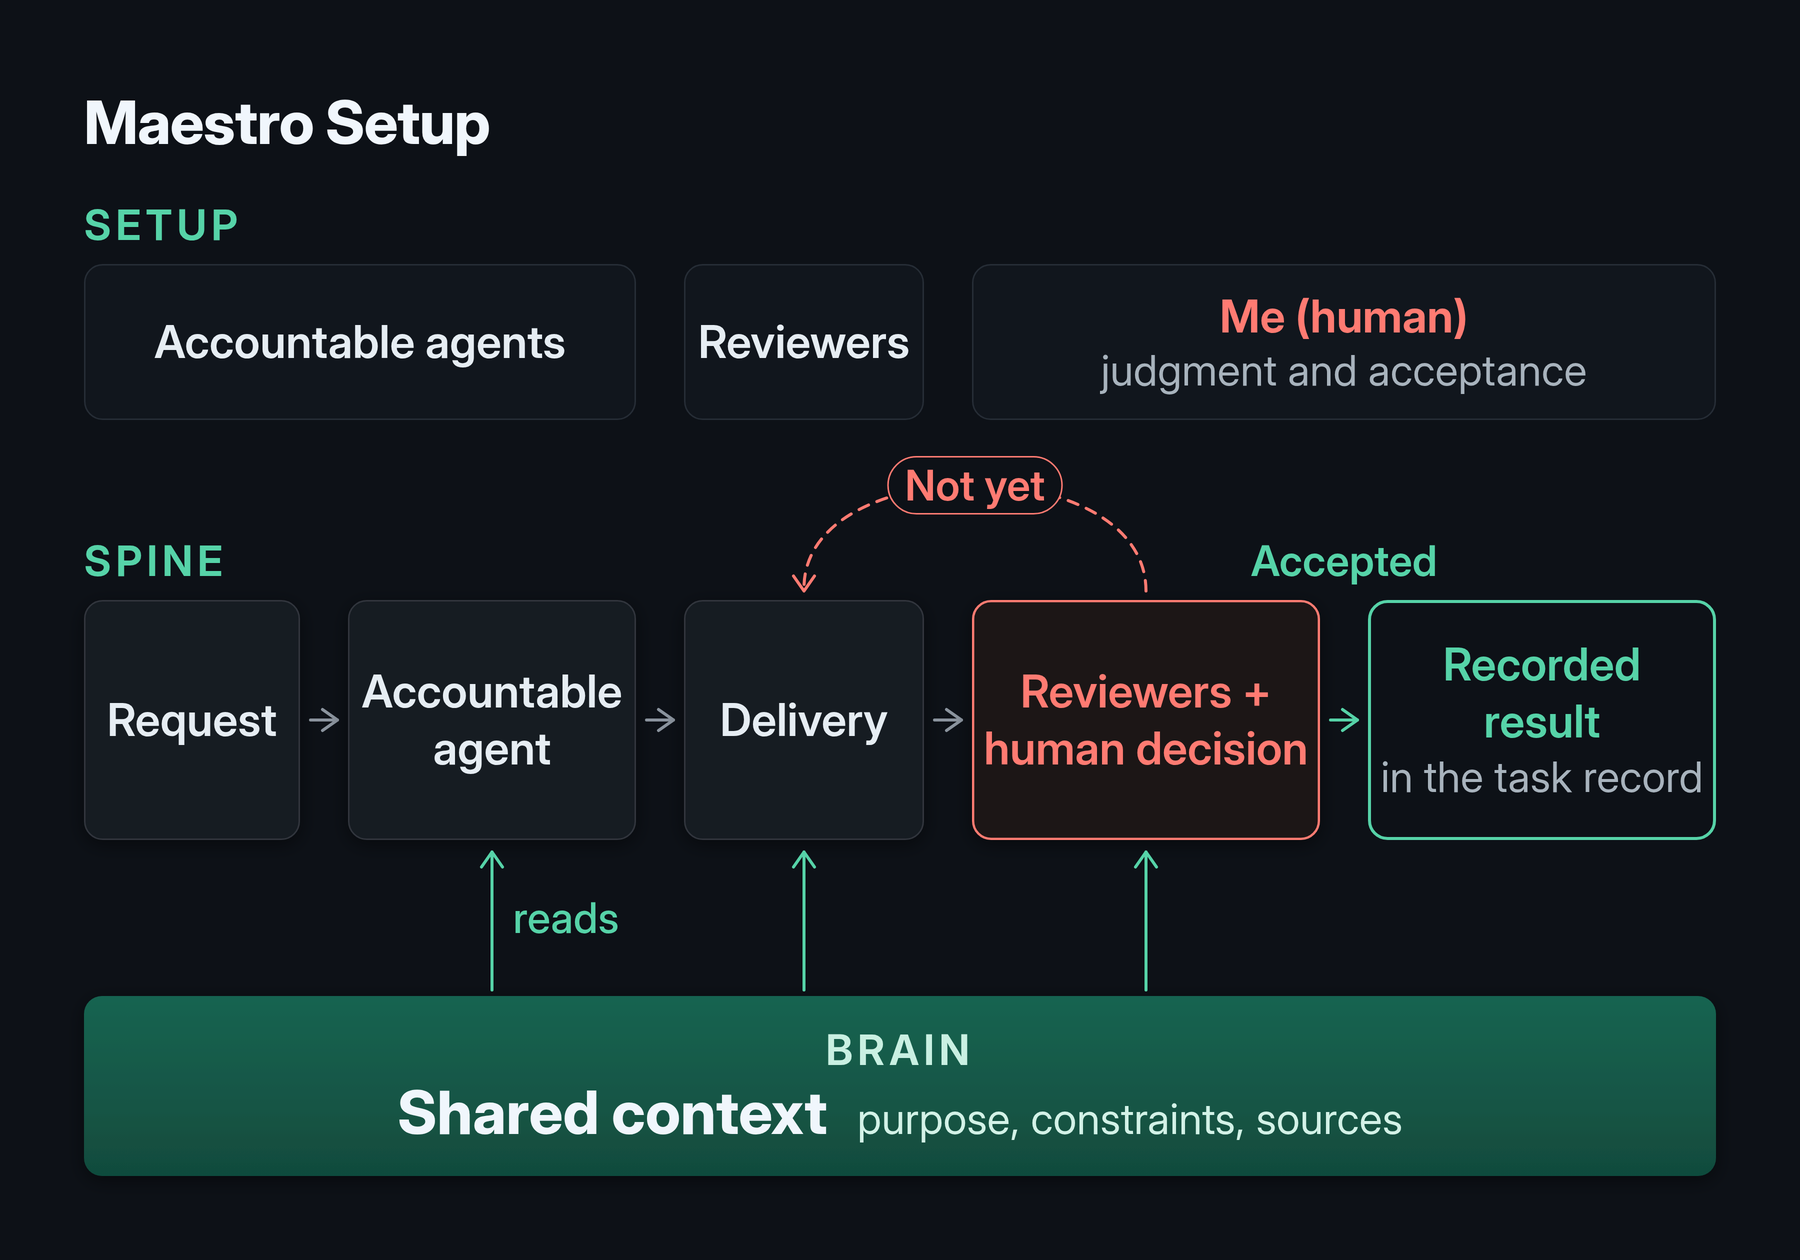 Maestro Setup
SETUP
Accountable agents
Reviewers
Me (human)
judgment and acceptance
Not yet
SPINE
Accepted
Request
Accountable
agent
Delivery
Reviewers +
human decision
Recorded
result
in the task record
reads
BRAIN
Shared context purpose, constraints, sources